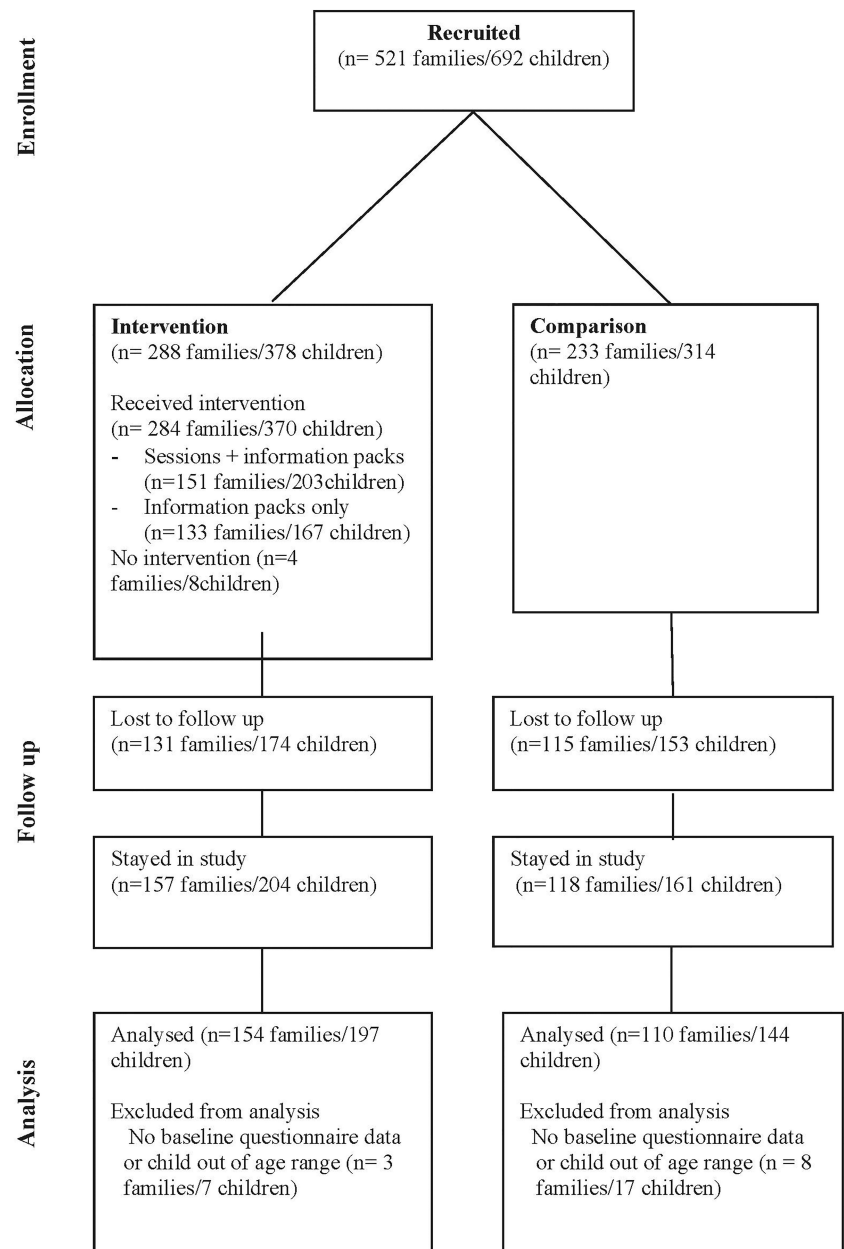 Enrollment
Recruited
(n= 521 families/692 children)
Allocation
Intervention
(n= 288 families/378 children)
Received intervention
(n= 284 families/370 children)
- Sessions + information packs
(n=151 families/203children)
- Information packs only
(n=133 families/167 children)
No intervention (n=4
families/8children)
Comparison
(n= 233 families/314
children)
Follow up
Lost to follow up
(n=131 families/174 children)
Lost to follow up
(n=115 families/153 children)
Stayed in study
(n=157 families/204 children)
Stayed in study
(n=118 families/161 children)
Analysis
Analysed (n=154 families/197
children)
Excluded from analysis
No baseline questionnaire data
or child out of age range (n= 3
families/7 children)
Analysed (n=110 families/144
children)
Excluded from analysis
No baseline questionnaire data
or child out of age range (n = 8
families/17 children)